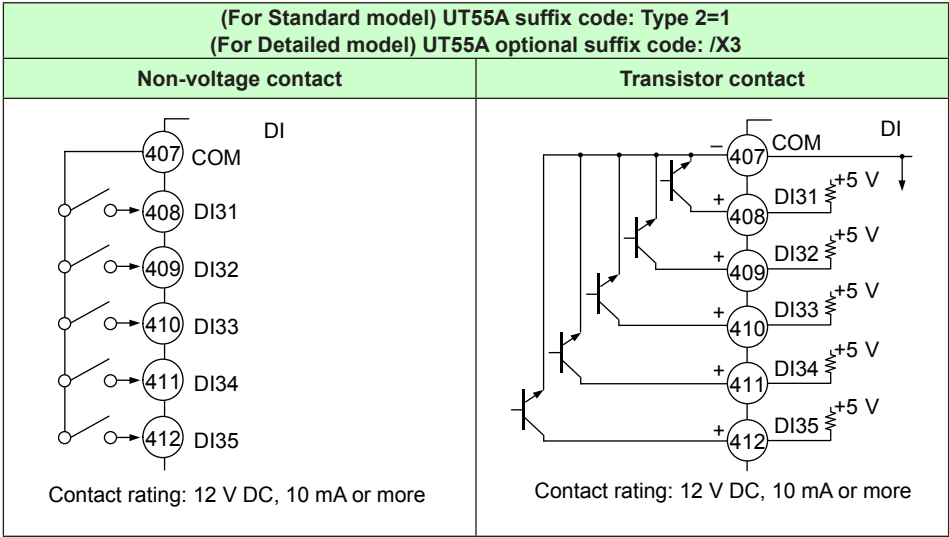 (For Standard model) UT55A suffix code: Type 2=1
(For Detailed model) UT55A optional suffix code: /X3
Non-voltage contact
DI
407 COM
408 DI31
409 DI32
410 DI33
411 DI34
412 DI35
Contact rating: 12 V DC, 10 mA or more
Transistor contact
DI
– 407 COM
+ 408 DI31 +5 V
+ 409 DI32 +5 V
+ 410 DI33 +5 V
+ 411 DI34 +5 V
+ 412 DI35 +5 V
Contact rating: 12 V DC, 10 mA or more